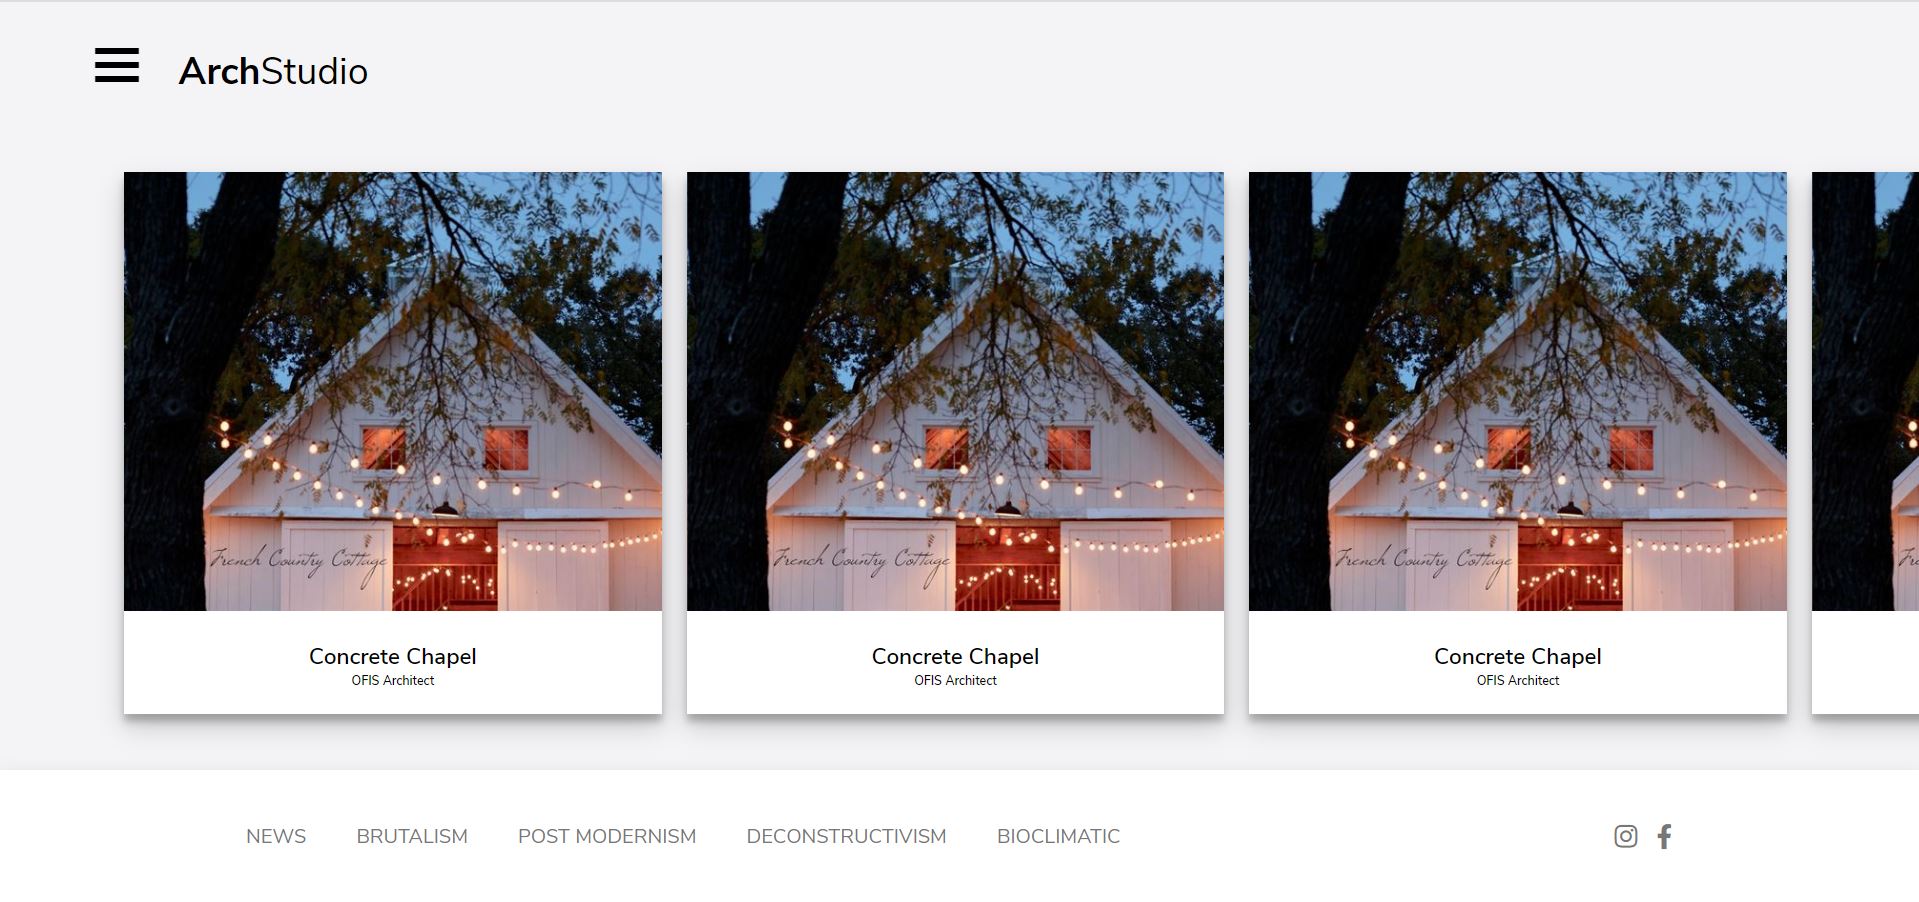 ArchStudio
French Country Cottage
French Country Cottage
French Country Cottage
Concrete Chapel
OFIS Architect
Concrete Chapel
OFIS Architect
Concrete Chapel
OFIS Architect
NEWS BRUTALISM POST MODERNISM DECONSTRUCTIVISM BIOCLIMATIC